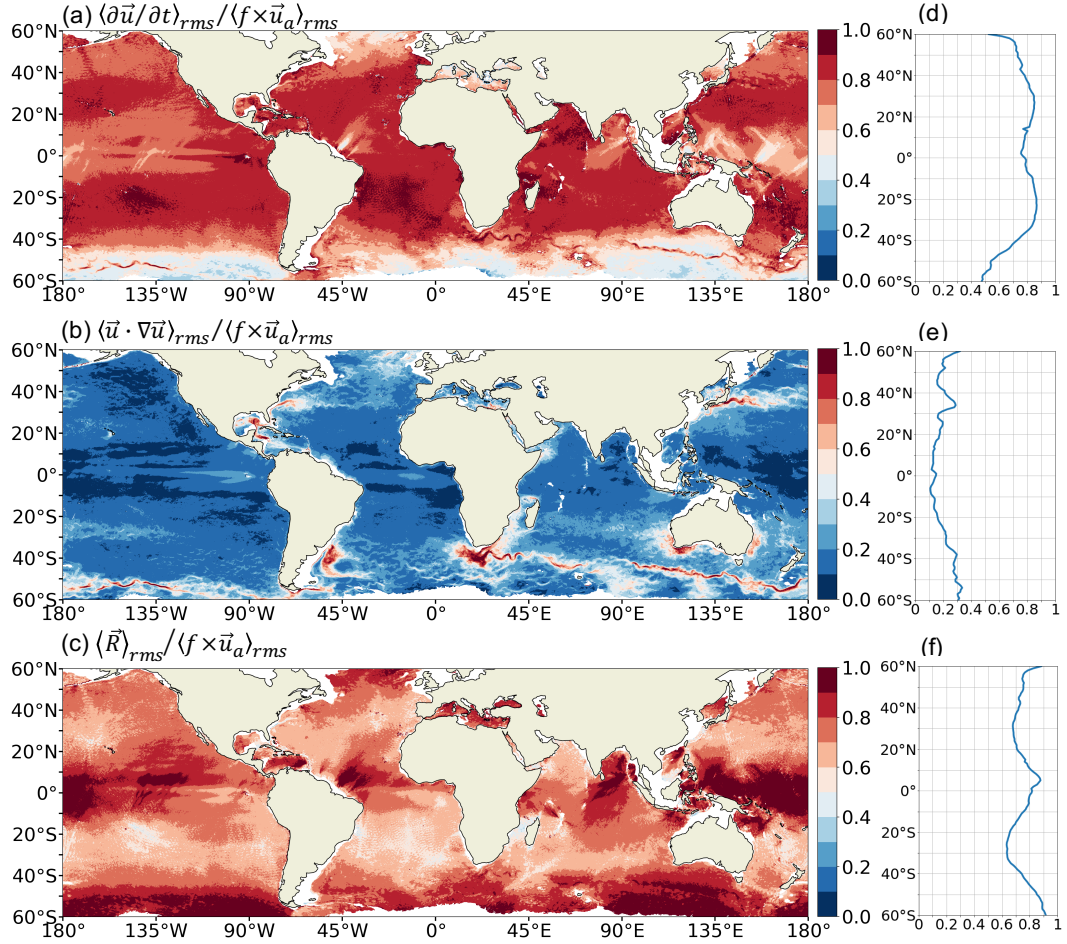 (a) ⟨∂u⃗/∂t⟩rms/⟨f×u⃗a⟩rms
(d)
60°N
40°N
20°N
0°
20°S
40°S
60°S
180° 135°W 90°W 45°W 0° 45°E 90°E 135°E 180°
1.0
0.8
0.6
0.4
0.2
0.0
60°N
40°N
20°N
0°
20°S
40°S
60°S
0 0.2 0.4 0.6 0.8 1
(b) ⟨u⃗ · ∇u⃗⟩rms/⟨f×u⃗a⟩rms
(e)
60°N
40°N
20°N
0°
20°S
40°S
60°S
180° 135°W 90°W 45°W 0° 45°E 90°E 135°E 180°
1.0
0.8
0.6
0.4
0.2
0.0
60°N
40°N
20°N
0°
20°S
40°S
60°S
0 0.2 0.4 0.6 0.8 1
(c) ⟨R⃗⟩rms/⟨f×u⃗a⟩rms
(f)
60°N
40°N
20°N
0°
20°S
40°S
60°S
180° 135°W 90°W 45°W 0° 45°E 90°E 135°E 180°
1.0
0.8
0.6
0.4
0.2
0.0
60°N
40°N
20°N
0°
20°S
40°S
60°S
0 0.2 0.4 0.6 0.8 1